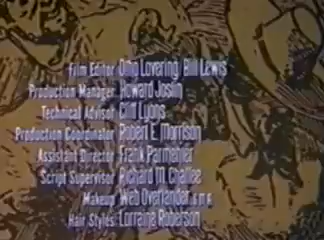 Film Editor Otho Lovering, Bill Lewis
Production Manager Howard Joslin
Technical Advisor Cliff Lyons
Production Coordinator Robert E. Morrison
Assistant Director Frank Parmenter
Script Supervisor Richard M. Chaffee
Makeup Web Overlander, s.m.a.
Hair Styles Lorraine Roberson